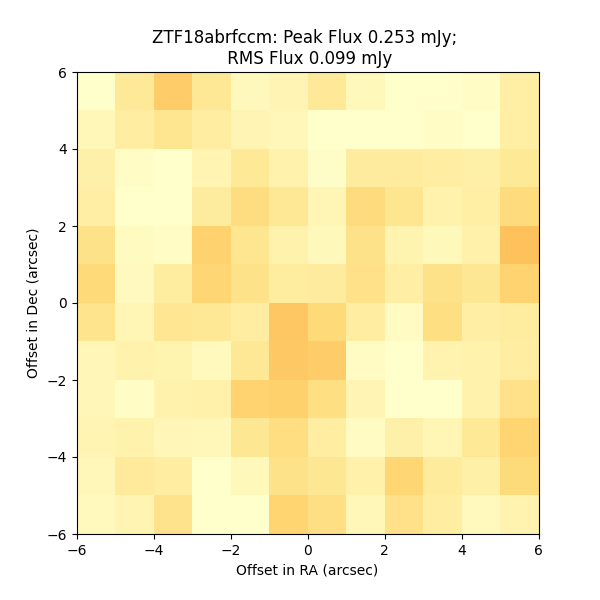 ZTF18abrfccm: Peak Flux 0.253 mJy;
RMS Flux 0.099 mJy
6
4
2
0
−2
−4
−6
Offset in Dec (arcsec)
−6 −4 −2 0 2 4 6
Offset in RA (arcsec)